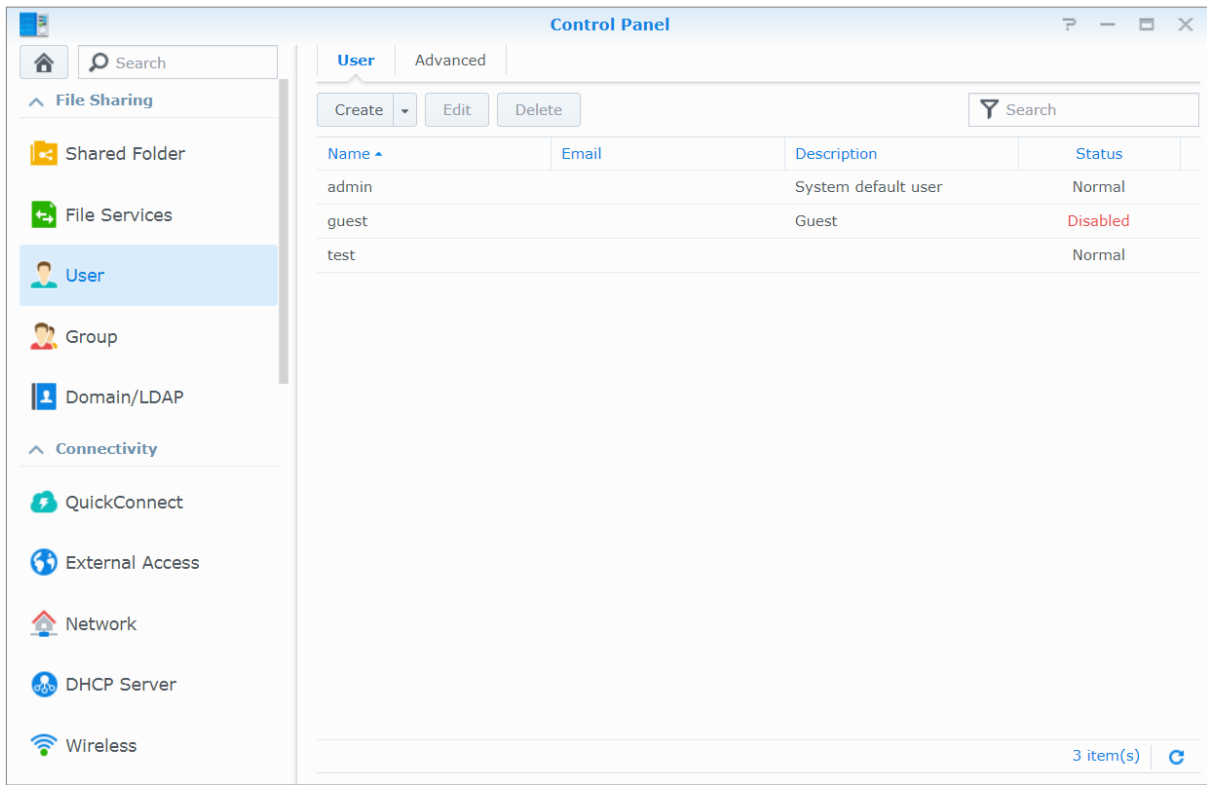 Control Panel
Search
File Sharing
Shared Folder
File Services
User
Group
Domain/LDAP
Connectivity
QuickConnect
External Access
Network
DHCP Server
Wireless
User Advanced
Create Edit Delete Search
Name Email Description Status
admin System default user Normal
guest Guest Disabled
test Normal
3 item(s)